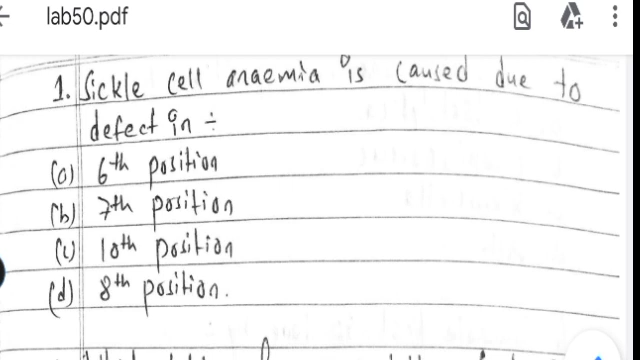 lab50.pdf
1. Sickle cell anaemia is caused due to
defect in ÷
(a) 6th position
(b) 7th position
(c) 10th position
(d) 8th position.